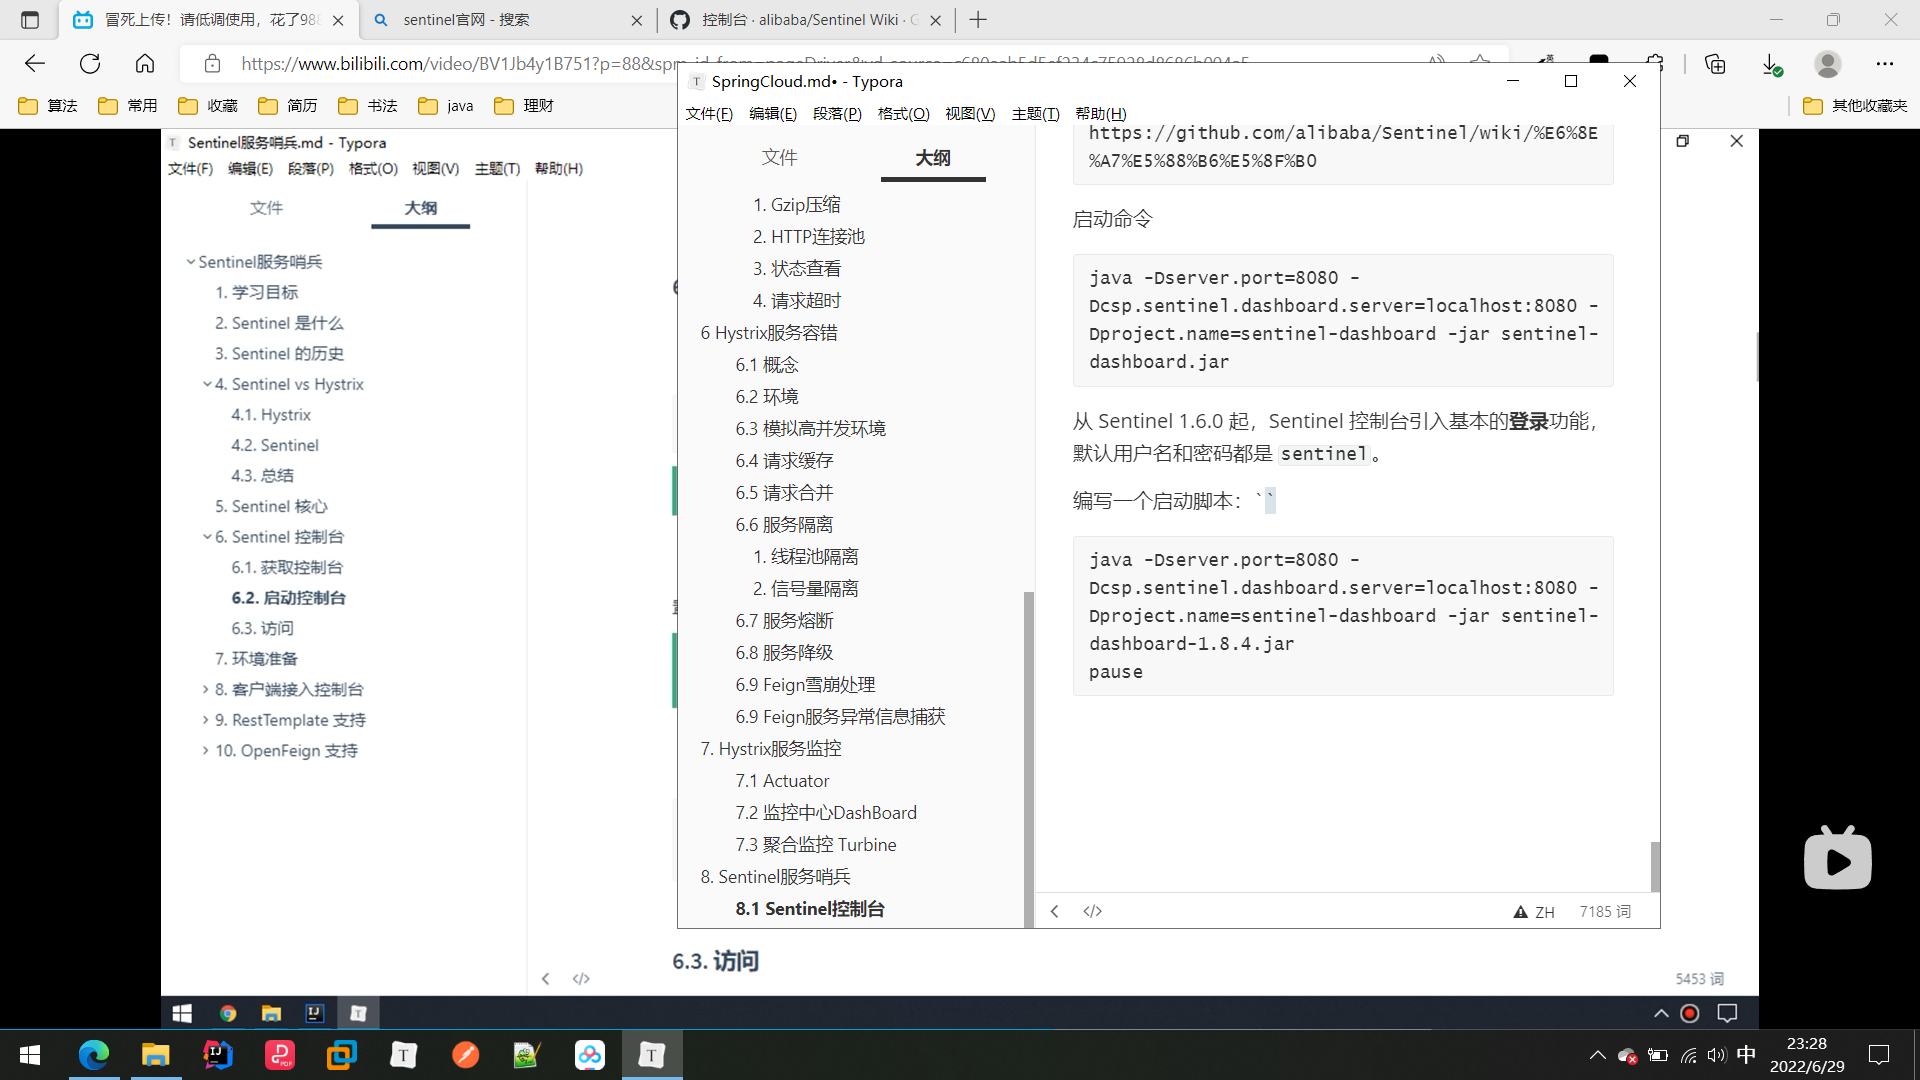 冒死上传！请低调使用，花了988
sentinel官网 - 搜索
控制台 · alibaba/Sentinel Wiki · G
https://www.bilibili.com/video/BV1Jb4y1B751?p=88&spm_id_from=pageDriver&vd_source=c680eab5d5ef334c75928d8686b004e5
算法
常用
收藏
简历
书法
java
理财
其他收藏夹
Sentinel服务哨兵.md - Typora
文件(F) 编辑(E) 段落(P) 格式(O) 视图(V) 主题(T) 帮助(H)
文件
大纲
Sentinel服务哨兵
1. 学习目标
2. Sentinel 是什么
3. Sentinel 的历史
4. Sentinel vs Hystrix
4.1. Hystrix
4.2. Sentinel
4.3. 总结
5. Sentinel 核心
6. Sentinel 控制台
6.1. 获取控制台
6.2. 启动控制台
6.3. 访问
7. 环境准备
8. 客户端接入控制台
9. RestTemplate 支持
10. OpenFeign 支持
SpringCloud.md• - Typora
文件(F) 编辑(E) 段落(P) 格式(O) 视图(V) 主题(T) 帮助(H)
文件
大纲
1. Gzip压缩
2. HTTP连接池
3. 状态查看
4. 请求超时
6 Hystrix服务容错
6.1 概念
6.2 环境
6.3 模拟高并发环境
6.4 请求缓存
6.5 请求合并
6.6 服务隔离
1. 线程池隔离
2. 信号量隔离
6.7 服务熔断
6.8 服务降级
6.9 Feign雪崩处理
6.9 Feign服务异常信息捕获
7. Hystrix服务监控
7.1 Actuator
7.2 监控中心DashBoard
7.3 聚合监控 Turbine
8. Sentinel服务哨兵
8.1 Sentinel控制台
https://github.com/alibaba/Sentinel/wiki/%E6%8E
%A7%E5%88%B6%E5%8F%B0
启动命令
java -Dserver.port=8080 -
Dcsp.sentinel.dashboard.server=localhost:8080 -
Dproject.name=sentinel-dashboard -jar sentinel-
dashboard.jar
从 Sentinel 1.6.0 起，Sentinel 控制台引入基本的登录功能，
默认用户名和密码都是 sentinel。
编写一个启动脚本：``
java -Dserver.port=8080 -
Dcsp.sentinel.dashboard.server=localhost:8080 -
Dproject.name=sentinel-dashboard -jar sentinel-
dashboard-1.8.4.jar
pause
ZH
7185 词
6.3. 访问
5453 词
中
23:28
2022/6/29